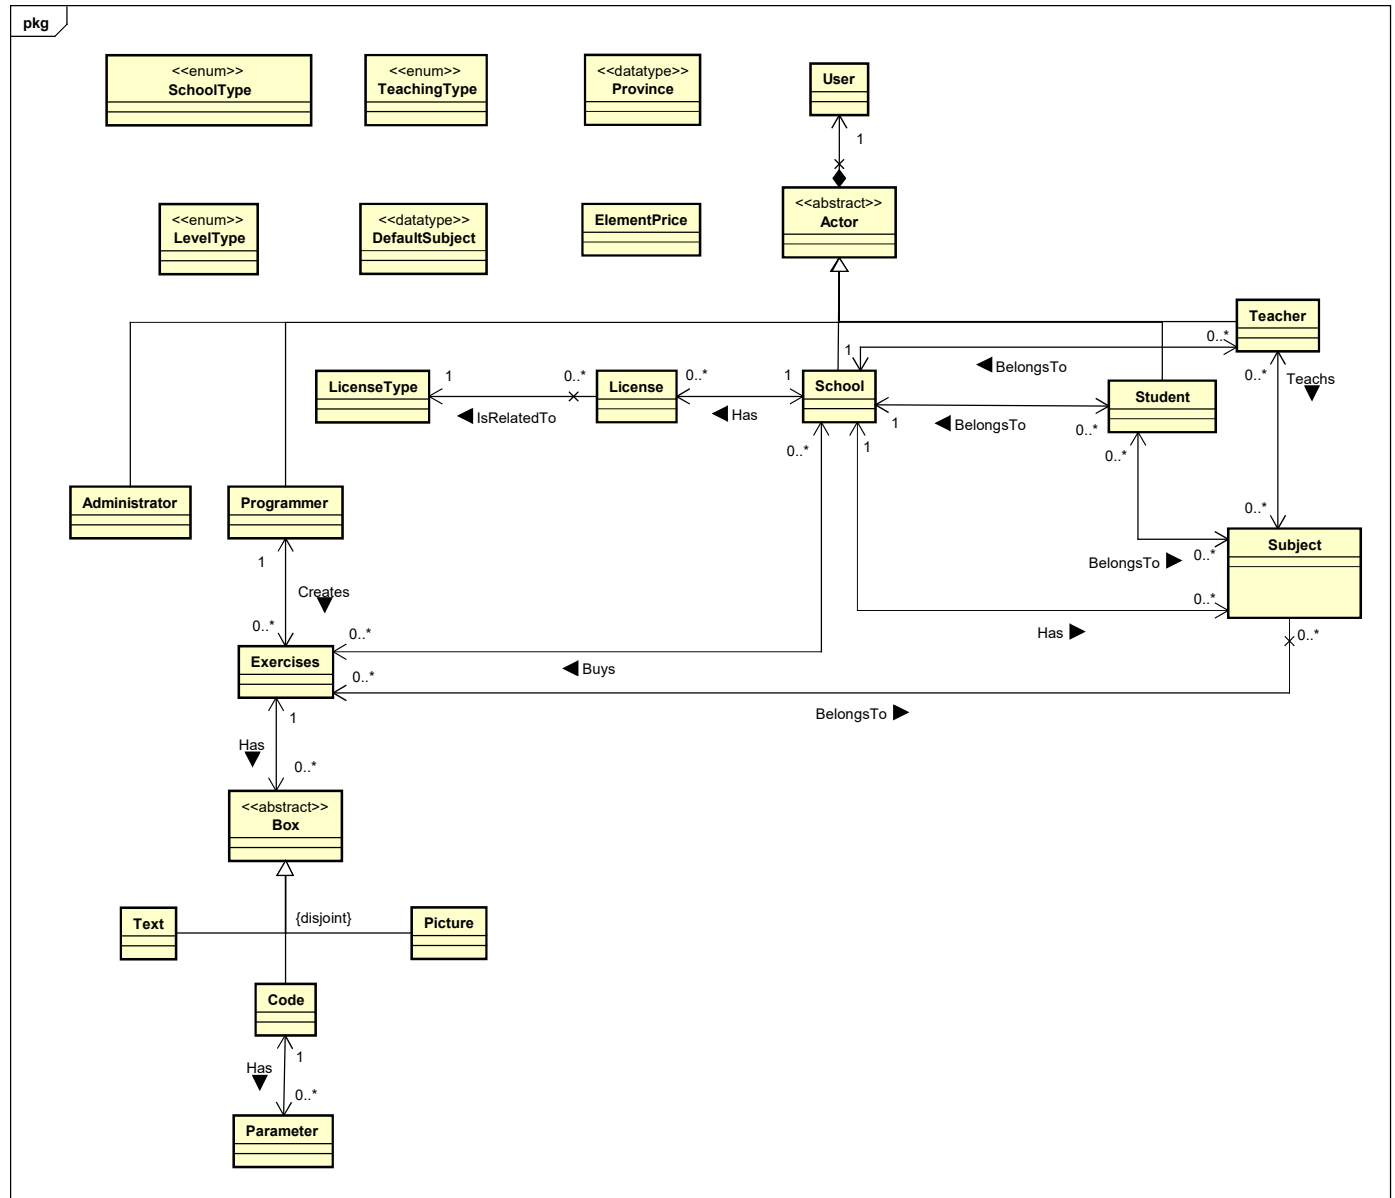 pkg
<<enum>>
SchoolType
<<enum>>
TeachingType
<<datatype>>
Province
User
1
<<enum>>
LevelType
<<datatype>>
DefaultSubject
ElementPrice
<<abstract>>
Actor
Teacher
0..*
1
BelongsTo
0..*
Teachs
LicenseType
1
0..*
IsRelatedTo
License
0..*
1
Has
School
1
BelongsTo
0..*
Student
0..*
0..*
1
Administrator
Programmer
1
Creates
0..*
0..*
Subject
BelongsTo
0..*
0..*
Has
0..*
Exercises
0..*
Buys
0..*
0..*
BelongsTo
1
Has
0..*
<<abstract>>
Box
Text
{disjoint}
Picture
Code
1
Has
0..*
Parameter